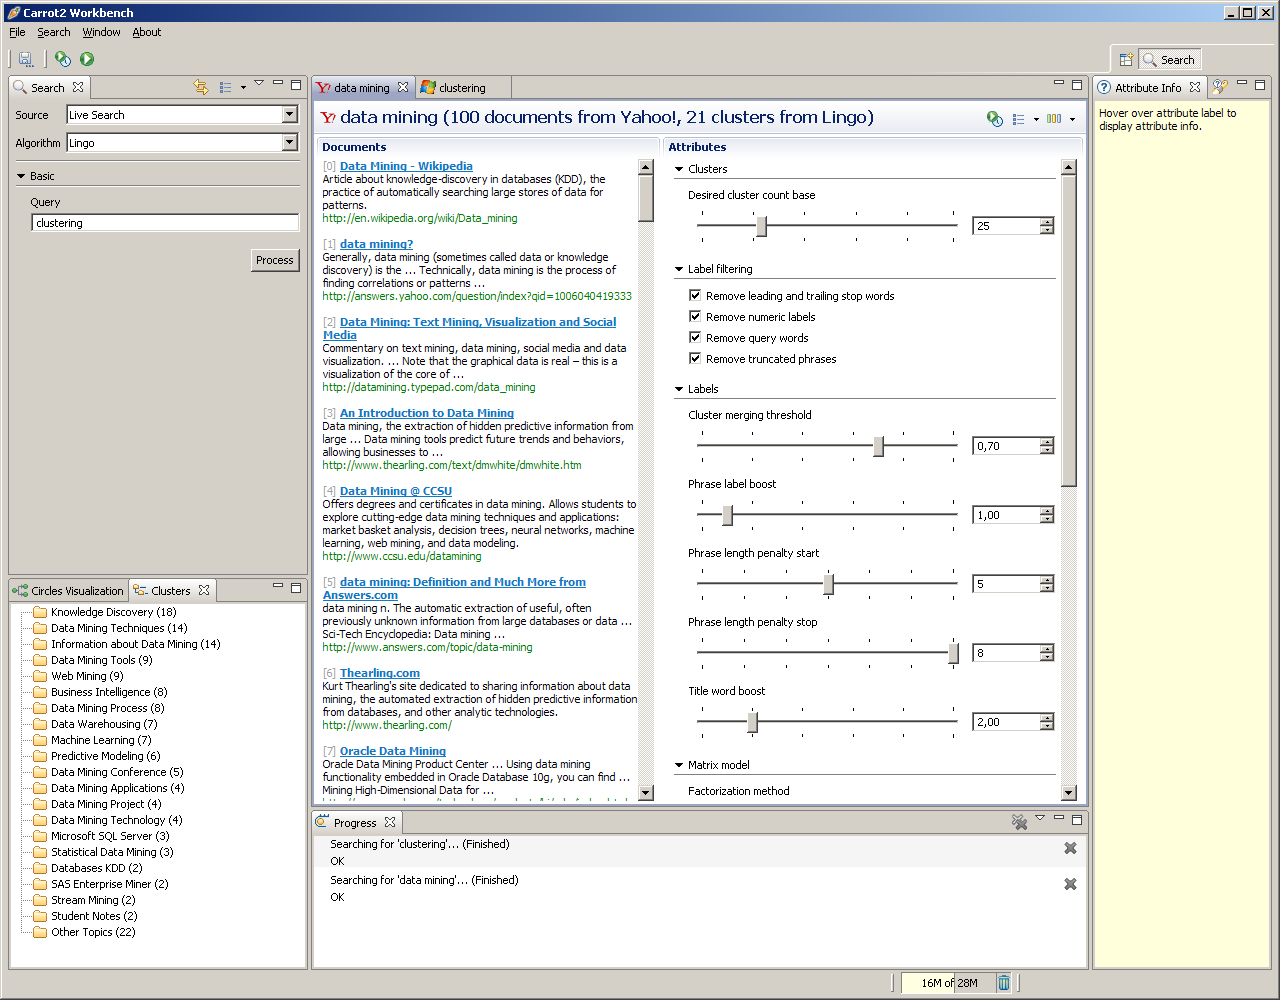 Carrot2 Workbench
File Search Window About
Search
Search
Source Live Search
Algorithm Lingo
Basic
Query
clustering
Process
Circles Visualization Clusters
Knowledge Discovery (18)
Data Mining Techniques (14)
Information about Data Mining (14)
Data Mining Tools (9)
Web Mining (9)
Business Intelligence (8)
Data Mining Process (8)
Data Warehousing (7)
Machine Learning (7)
Predictive Modeling (6)
Data Mining Conference (5)
Data Mining Applications (4)
Data Mining Project (4)
Data Mining Technology (4)
Microsoft SQL Server (3)
Statistical Data Mining (3)
Databases KDD (2)
SAS Enterprise Miner (2)
Stream Mining (2)
Student Notes (2)
Other Topics (22)
data mining clustering
data mining (100 documents from Yahoo!, 21 clusters from Lingo)
Documents
[0] Data Mining - Wikipedia
Article about knowledge-discovery in databases (KDD), the
practice of automatically searching large stores of data for
patterns.
http://en.wikipedia.org/wiki/Data_mining
[1] data mining?
Generally, data mining (sometimes called data or knowledge
discovery) is the ... Technically, data mining is the process of
finding correlations or patterns ...
http://answers.yahoo.com/question/index?qid=1006040419333
[2] Data Mining: Text Mining, Visualization and Social
Media
Commentary on text mining, data mining, social media and data
visualization. ... Note that the graphical data is real – this is a
visualization of the core of ...
http://datamining.typepad.com/data_mining
[3] An Introduction to Data Mining
Data mining, the extraction of hidden predictive information from
large ... Data mining tools predict future trends and behaviors,
allowing businesses to ...
http://www.thearling.com/text/dmwhite/dmwhite.htm
[4] Data Mining @ CCSU
Offers degrees and certificates in data mining. Allows students to
explore cutting-edge data mining techniques and applications:
market basket analysis, decision trees, neural networks, machine
learning, web mining, and data modeling.
http://www.ccsu.edu/datamining
[5] data mining: Definition and Much More from
Answers.com
data mining n. The automatic extraction of useful, often
previously unknown information from large databases or data ...
Sci-Tech Encyclopedia: Data mining ...
http://www.answers.com/topic/data-mining
[6] Thearling.com
Kurt Thearling's site dedicated to sharing information about data
mining, the automated extraction of hidden predictive information
from databases, and other analytic technologies.
http://www.thearling.com/
[7] Oracle Data Mining
Oracle Data Mining Product Center ... Using data mining
functionality embedded in Oracle Database 10g, you can find ...
Mining High-Dimensional Data for ...
Attributes
Clusters
Desired cluster count base
25
Label filtering
Remove leading and trailing stop words
Remove numeric labels
Remove query words
Remove truncated phrases
Labels
Cluster merging threshold
0,70
Phrase label boost
1,00
Phrase length penalty start
5
Phrase length penalty stop
8
Title word boost
2,00
Matrix model
Factorization method
Attribute Info
Hover over attribute label to
display attribute info.
Progress
Searching for 'clustering'... (Finished)
OK
Searching for 'data mining'... (Finished)
OK
16M of 28M